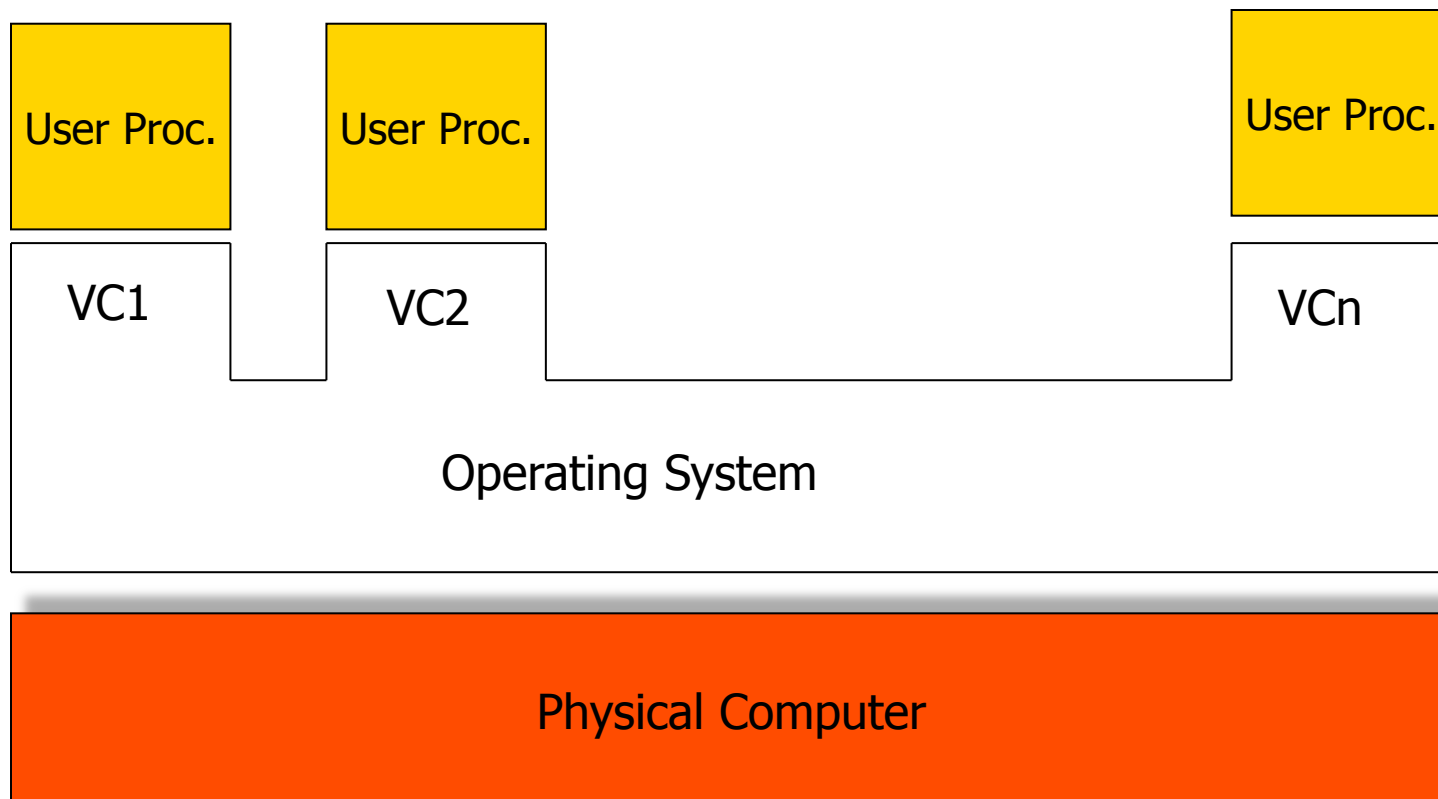 User Proc.
User Proc.
User Proc.
VC1
VC2
VCn
Operating System
Physical Computer